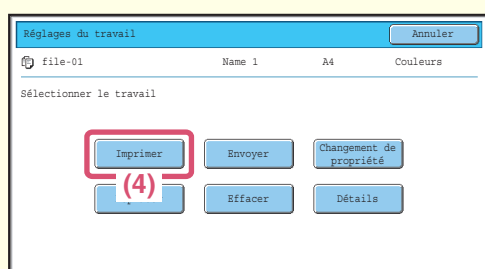 Réglages du travail Annuler
file-01 Name 1 A4 Couleurs
Sélectionner le travail
Imprimer Envoyer Changement de propriété
(4) Effacer Détails